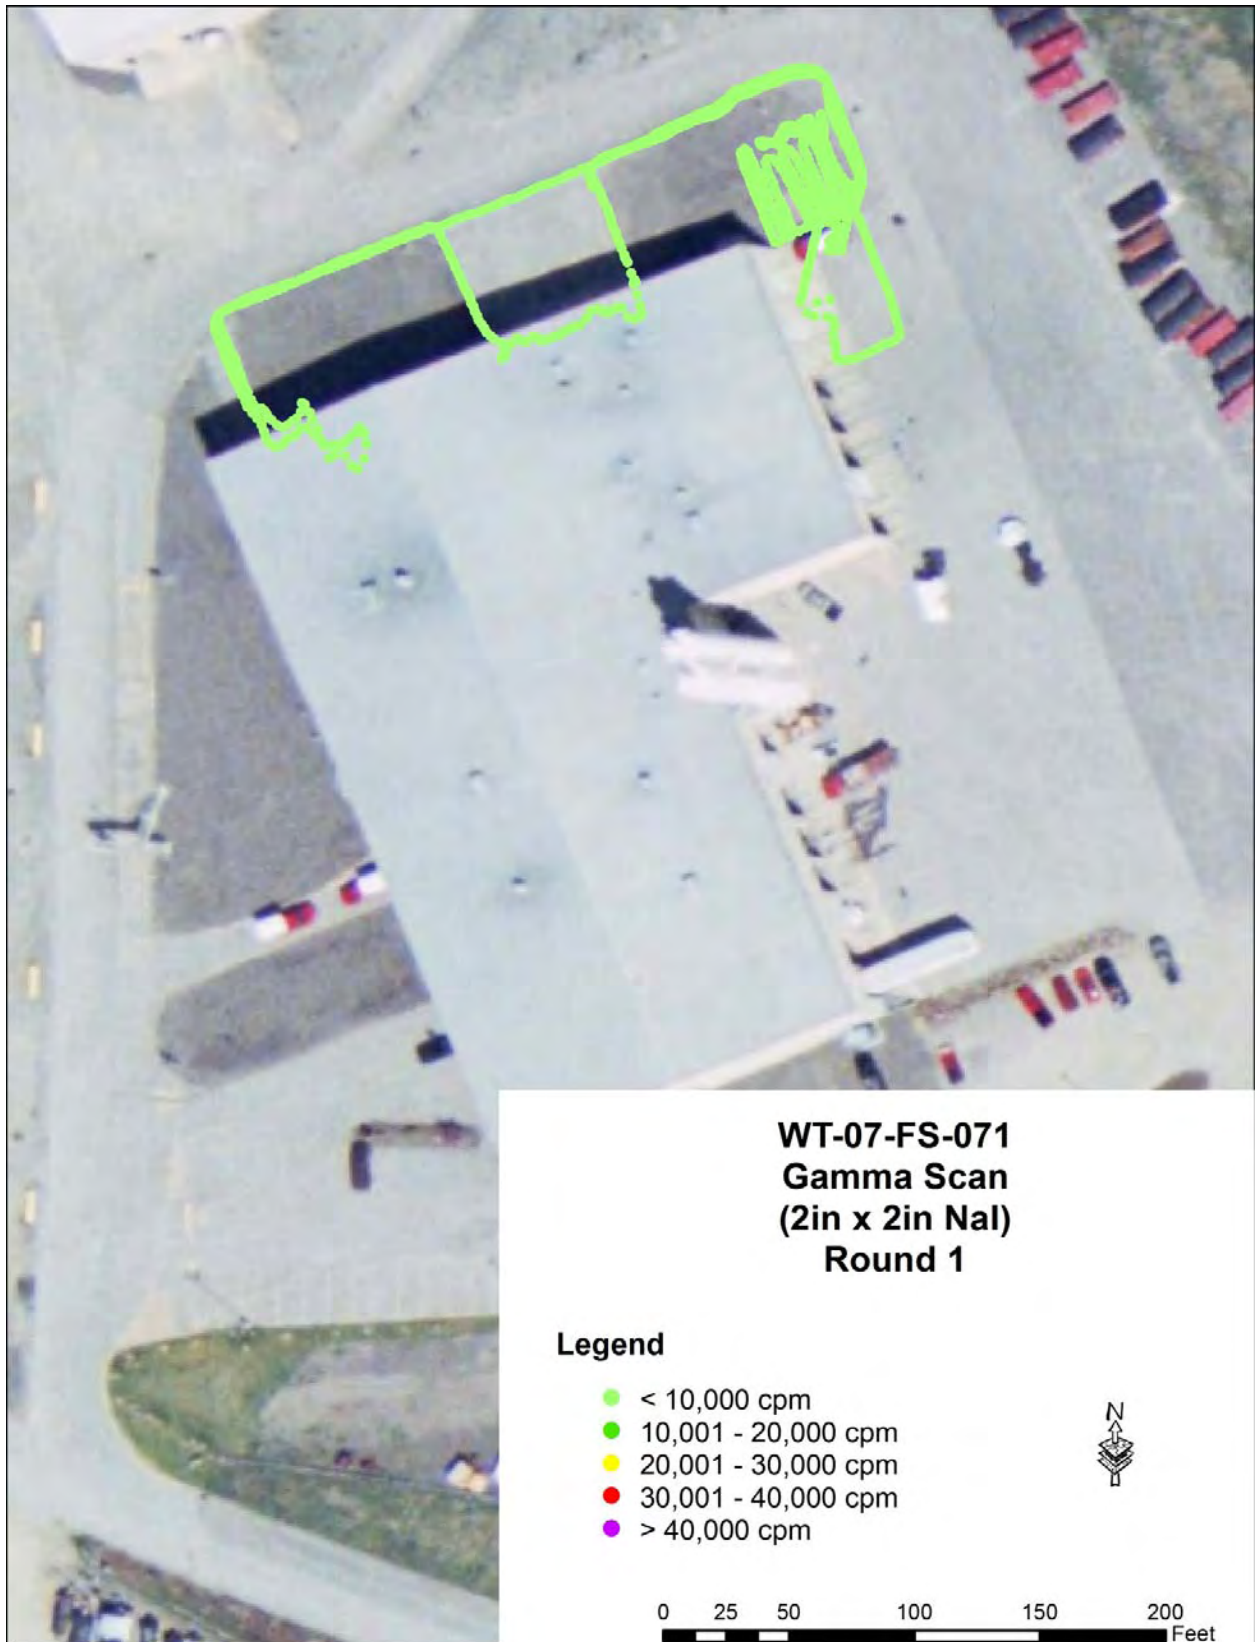 WT-07-FS-071
Gamma Scan
(2in x 2in NaI)
Round 1
Legend
< 10,000 cpm
10,001 - 20,000 cpm
20,001 - 30,000 cpm
30,001 - 40,000 cpm
> 40,000 cpm
N
0 25 50 100 150 200
Feet